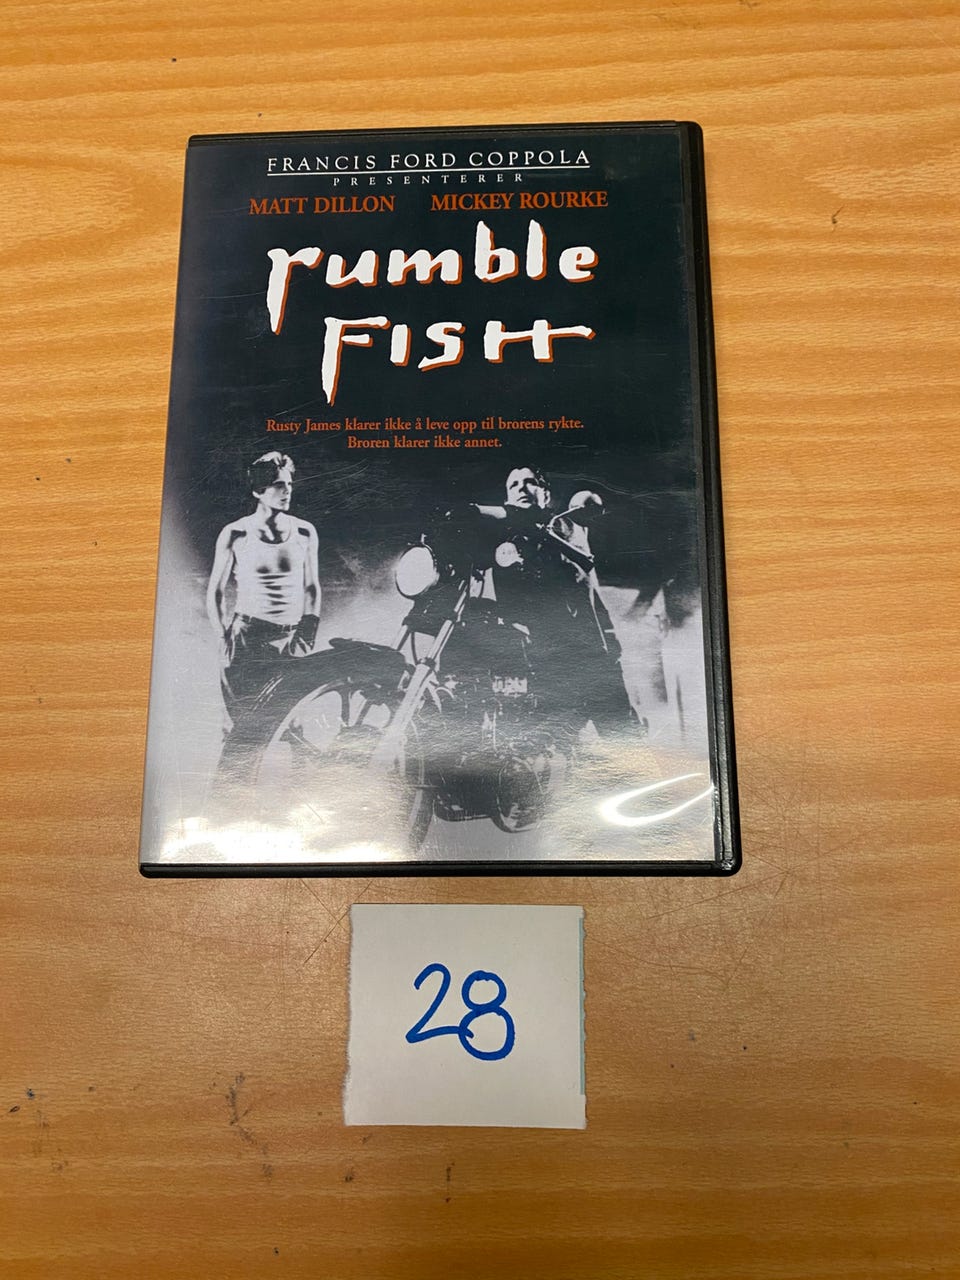 FRANCIS FORD COPPOLA
PRESENTERER
MATT DILLON MICKEY ROURKE
rumble
FISH
Rusty James klarer ikke å leve opp til brorens rykte.
Broren klarer ikke annet.
28